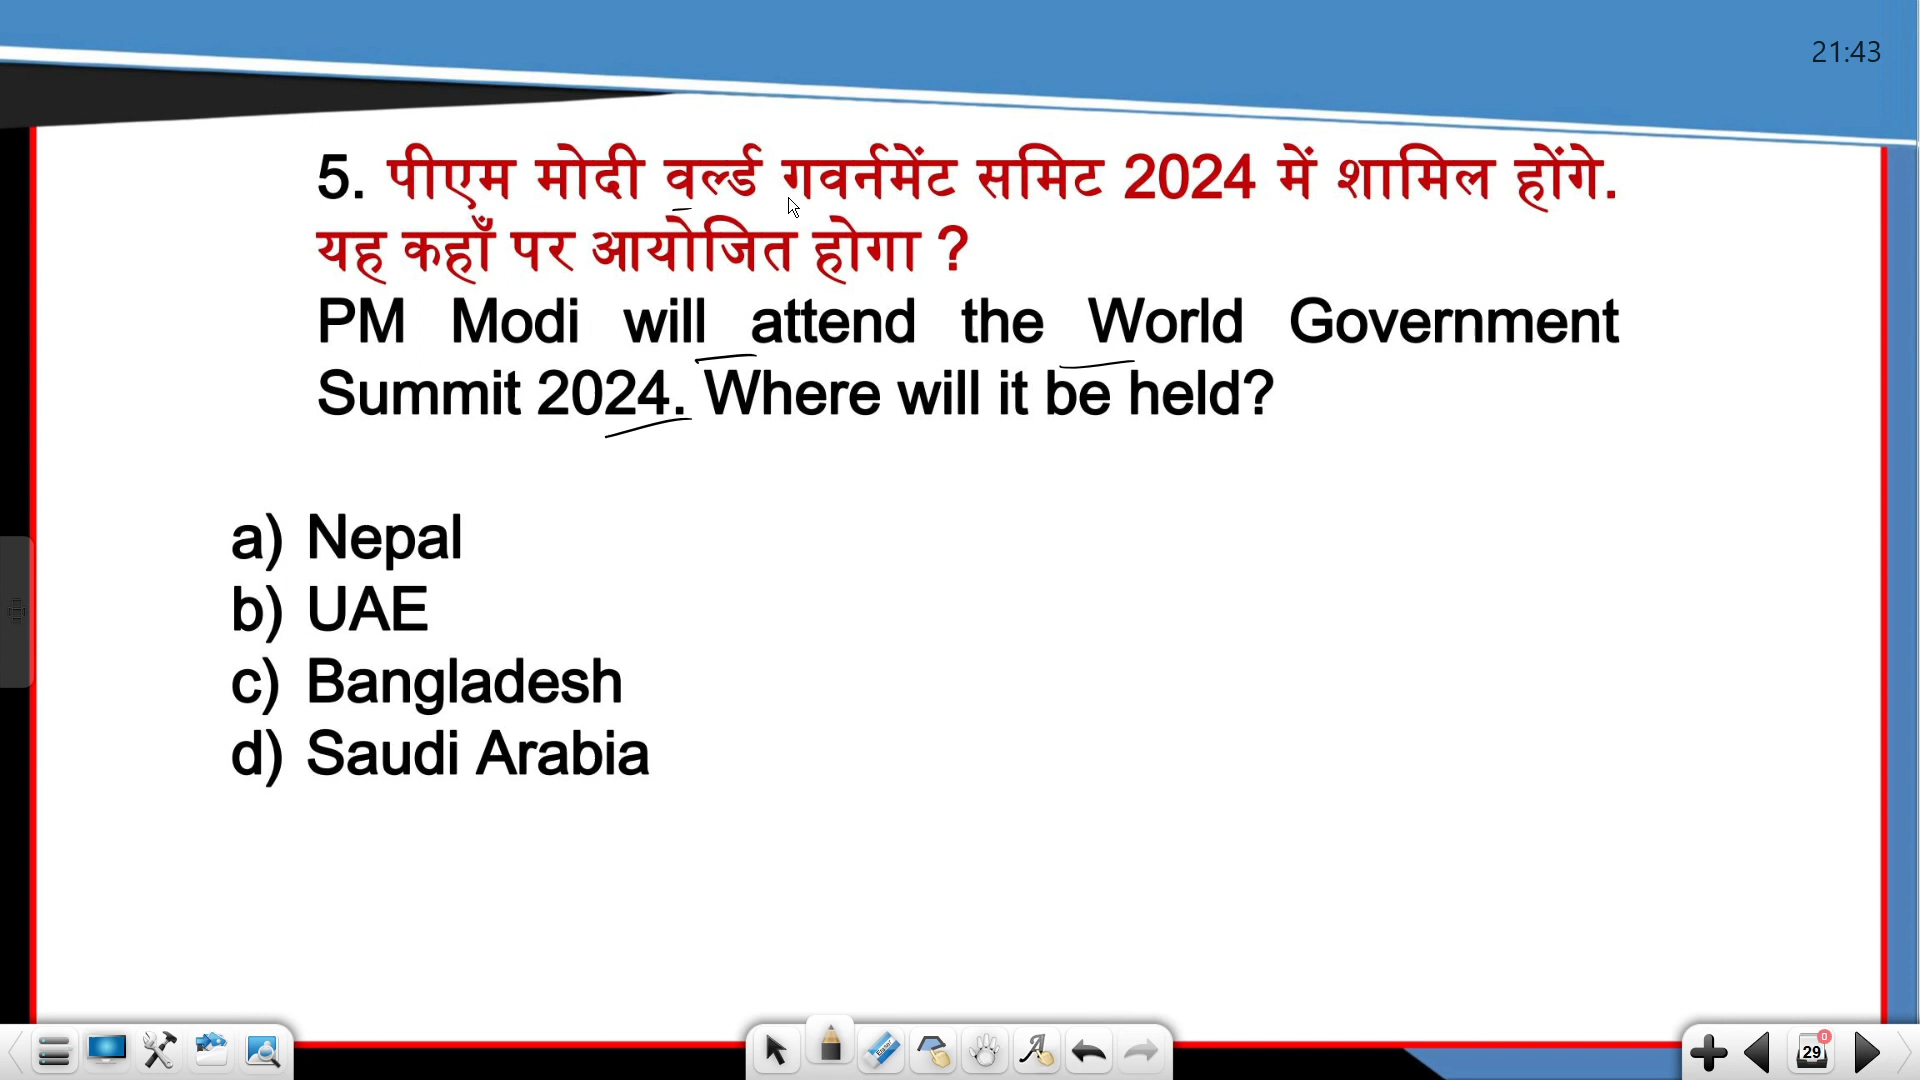 21:43
5. पीएम मोदी वर्ल्ड गवर्नमेंट समिट 2024 में शामिल होंगे.
यह कहाँ पर आयोजित होगा ?
PM Modi will attend the World Government
Summit 2024. Where will it be held?
a) Nepal
b) UAE
c) Bangladesh
d) Saudi Arabia
29
0